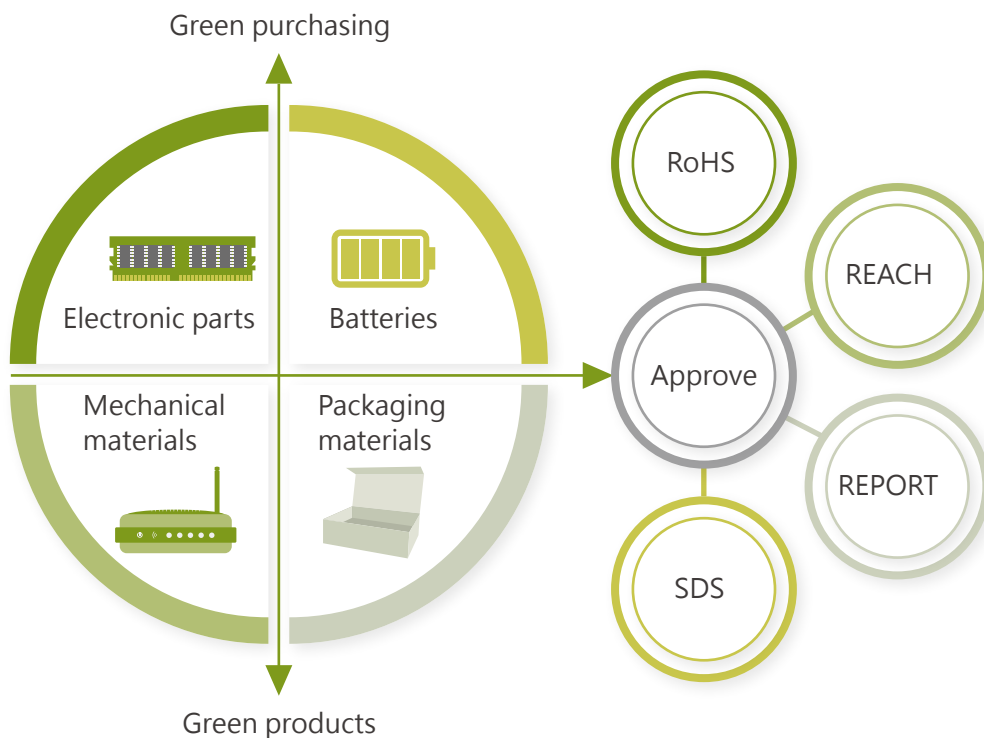 Green purchasing
Electronic parts
Batteries
Mechanical
materials
Packaging
materials
Green products
RoHS
REACH
Approve
REPORT
SDS